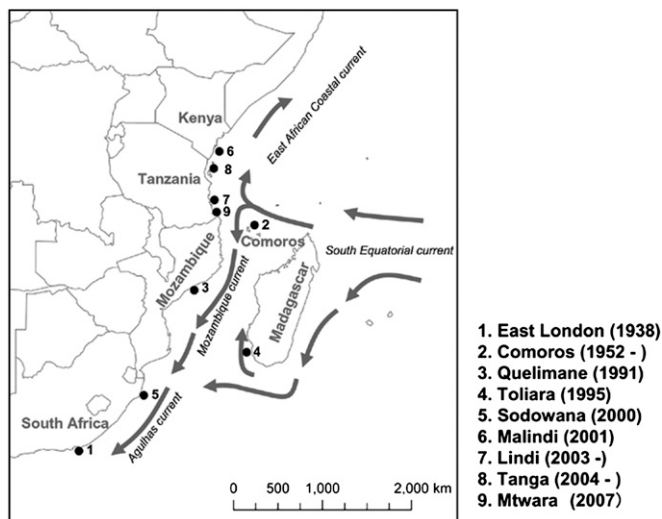 Kenya
East African Coastal current
6
8
Tanzania
7
9
2
Comoros
South Equatorial current
Mozambique
3
Mozambique current
Madagascar
4
5
South Africa
Agulhas current
1
0 500 1,000 2,000 km
1. East London (1938)
2. Comoros (1952 - )
3. Quelimane (1991)
4. Toliara (1995)
5. Sodowana (2000)
6. Malindi (2001)
7. Lindi (2003 -)
8. Tanga (2004 - )
9. Mtwara (2007)